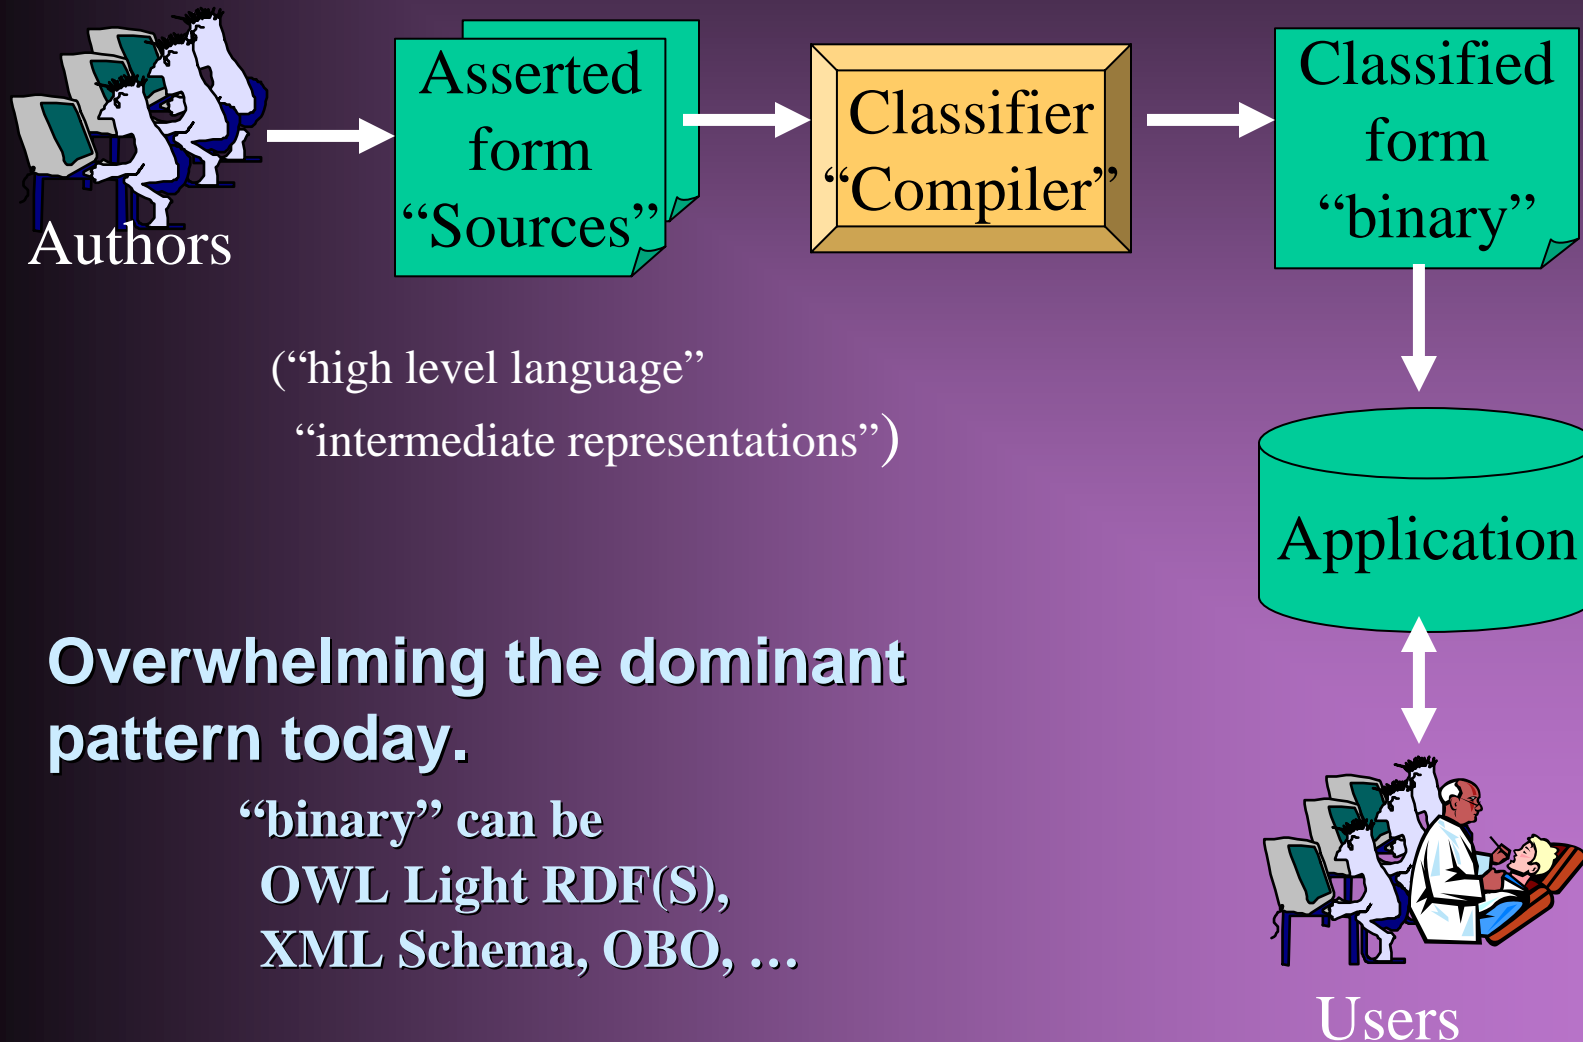 Authors
Asserted
form
“Sources”
Classifier
“Compiler”
Classified
form
“binary”
(“high level language”
“intermediate representations”)
Application
Overwhelming the dominant
pattern today.
“binary” can be
OWL Light RDF(S),
XML Schema, OBO, …
Users